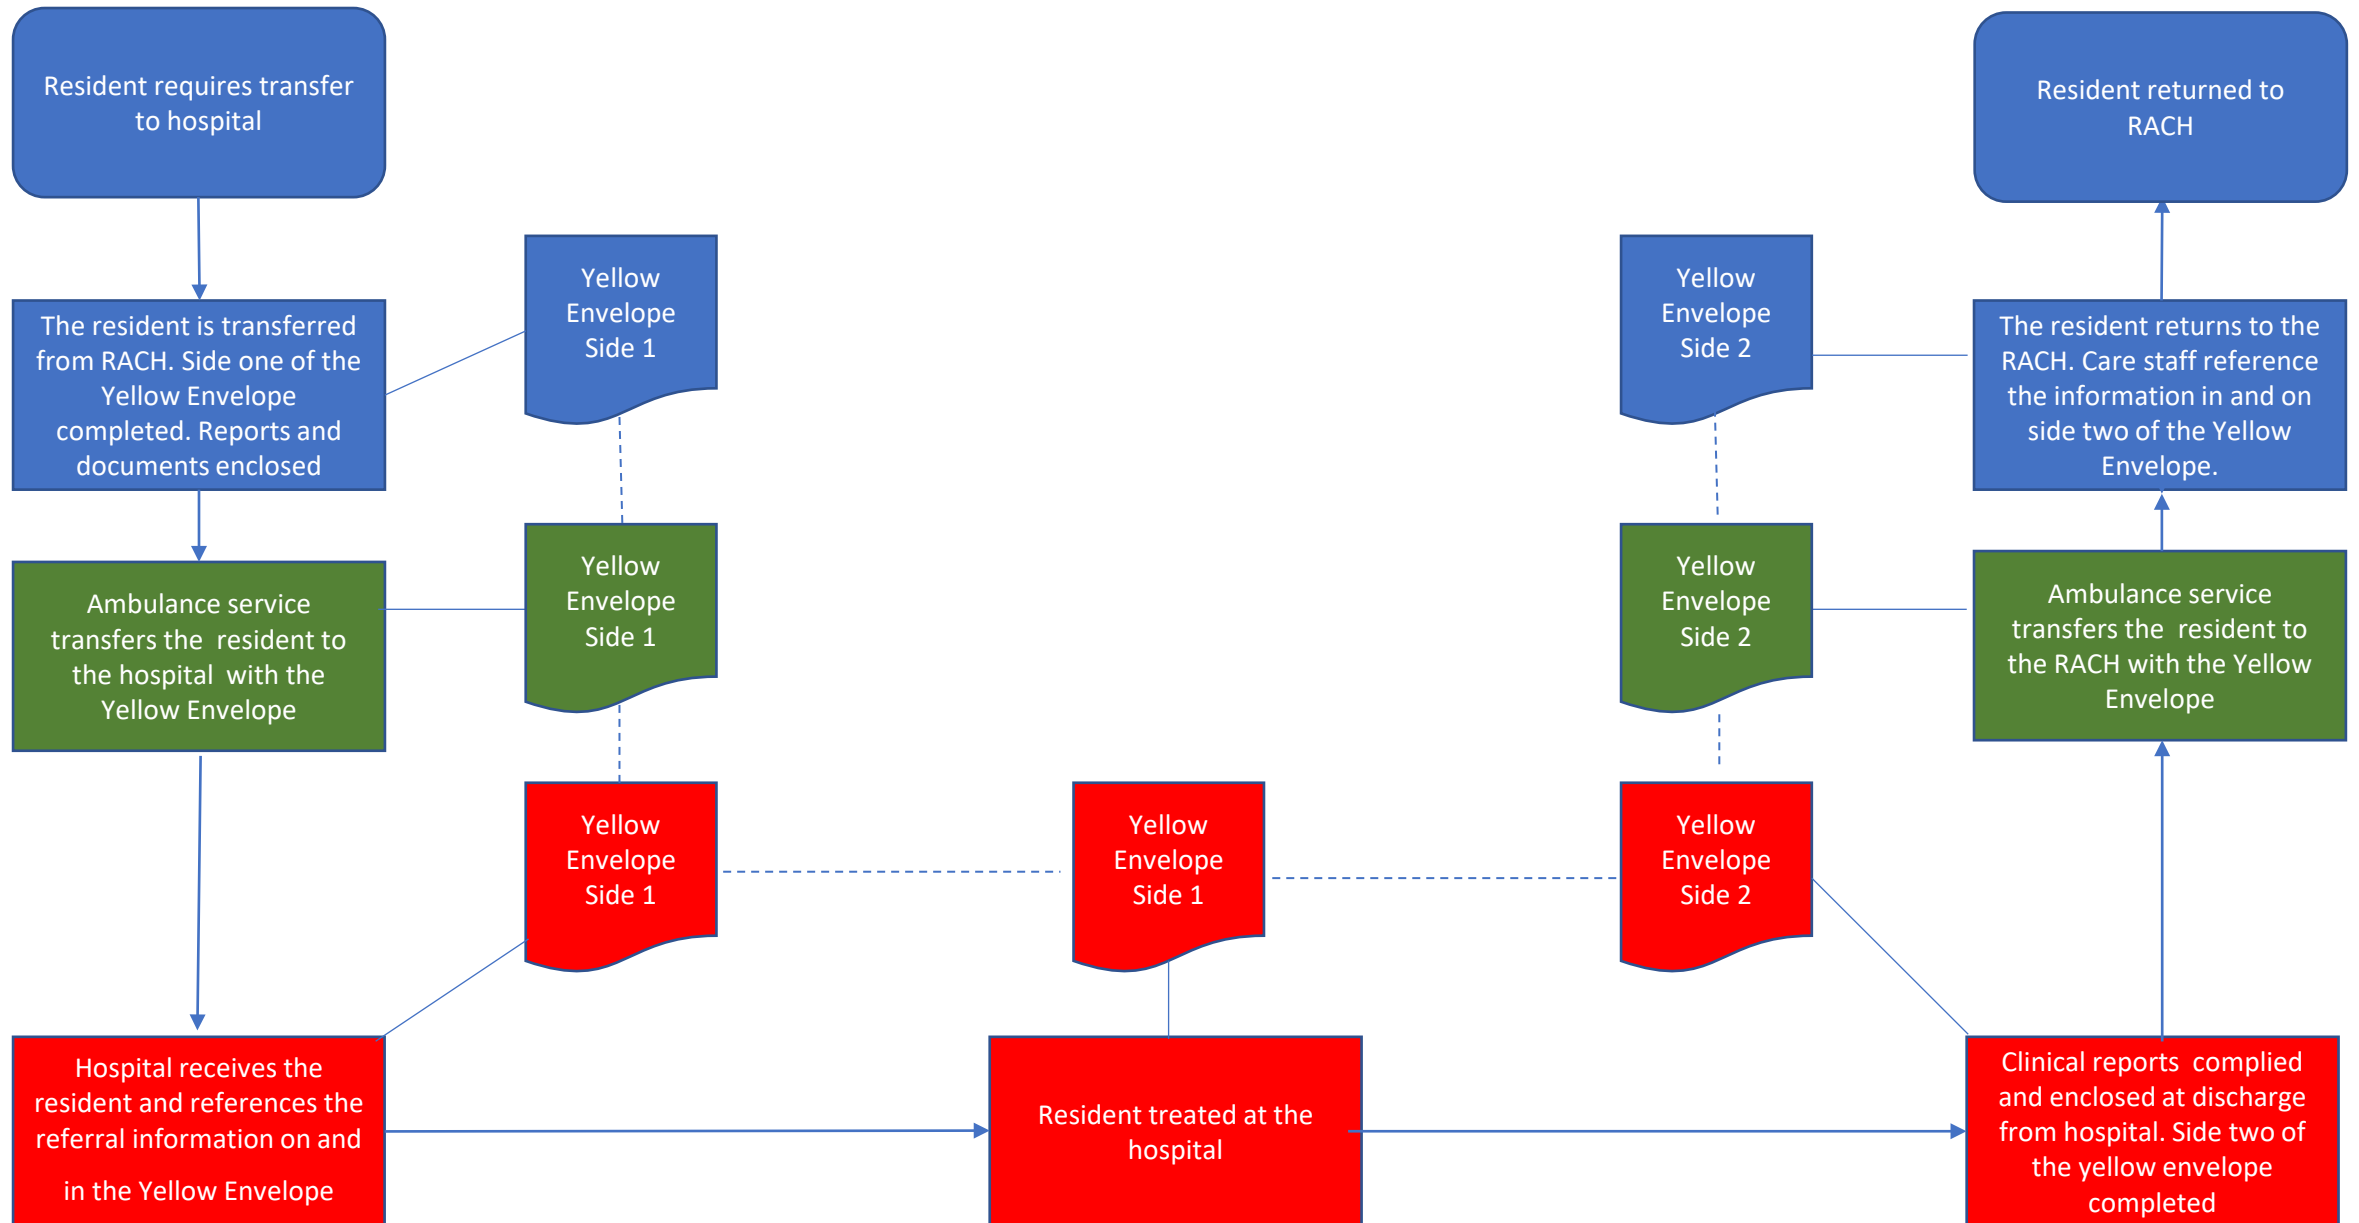 Resident requires transfer
to hospital
The resident is transferred
from RACH. Side one of the
Yellow Envelope
completed. Reports and
documents enclosed
Yellow
Envelope
Side 1
Ambulance service
transfers the  resident to
the hospital  with the
Yellow Envelope
Yellow
Envelope
Side 1
Hospital receives the
resident and references the
referral information on and
in the Yellow Envelope
Yellow
Envelope
Side 1
Resident treated at the
hospital
Yellow
Envelope
Side 1
Clinical reports  complied
and enclosed at discharge
from hospital. Side two of
the yellow envelope
completed
Yellow
Envelope
Side 2
Ambulance service
transfers the  resident to
the RACH with the Yellow
Envelope
Yellow
Envelope
Side 2
The resident returns to the
RACH. Care staff reference
the information in and on
side two of the Yellow
Envelope.
Yellow
Envelope
Side 2
Resident returned to
RACH